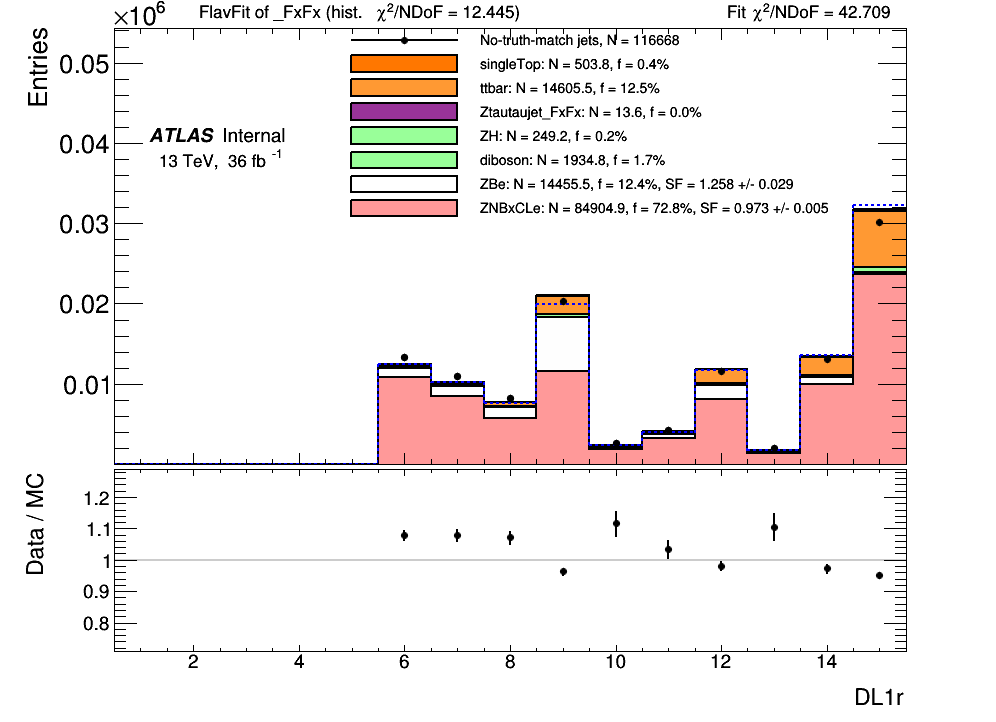 ×10⁶ FlavFit of _FxFx (hist. χ²/NDoF = 12.445) Fit χ²/NDoF = 42.709
Entries
No-truth-match jets, N = 116668
singleTop: N = 503.8, f = 0.4%
ttbar: N = 14605.5, f = 12.5%
Ztautaujet_FxFx: N = 13.6, f = 0.0%
ZH: N = 249.2, f = 0.2%
diboson: N = 1934.8, f = 1.7%
ZBe: N = 14455.5, f = 12.4%, SF = 1.258 +/- 0.029
ZNBxCLe: N = 84904.9, f = 72.8%, SF = 0.973 +/- 0.005
ATLAS Internal
13 TeV, 36 fb⁻¹
0.05
0.04
0.03
0.02
0.01
Data / MC
1.2
1.1
1
0.9
0.8
2 4 6 8 10 12 14
DL1r